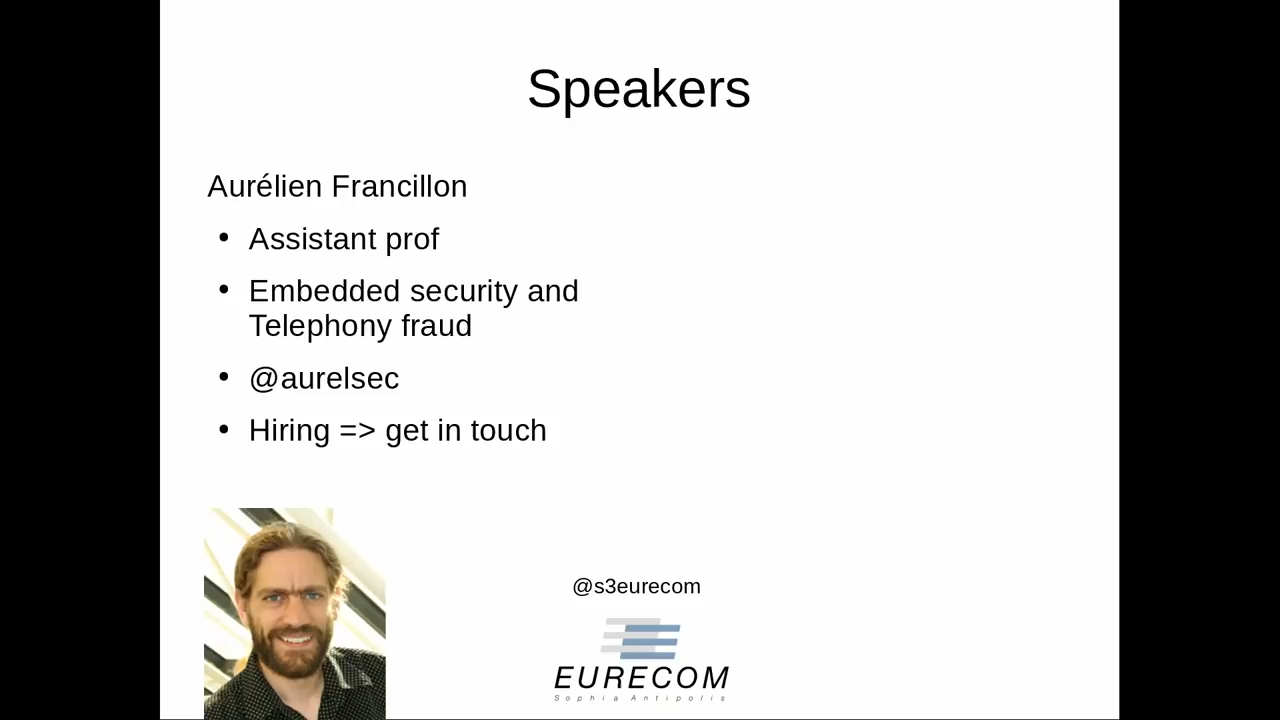 Speakers
Aurélien Francillon
• Assistant prof
• Embedded security and
Telephony fraud
• @aurelsec
• Hiring => get in touch
@s3eurecom
EURECOM
Sophia Antipolis